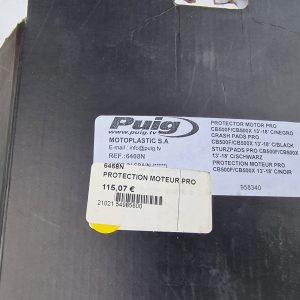 Puig
www.puig.tv
MOTOPLASTIC S.A
E-mail : info@puig.tv
REF.:6468N
PROTECTOR MOTOR PRO
CB500F/CB500X 13'-18' C/NEGRO
CRASH PADS PRO
CB500F/CB500X 13'-18' C/BLACK
STURZPADS PRO CB500F/CB500X
13'-18' C/SCHWARZ
PROTECTION MOTEUR PRO
CB500F/CB500X 13'-18' C/NOIR
958340
6468N
PROTECTION MOTEUR PRO
115,07 €
21021